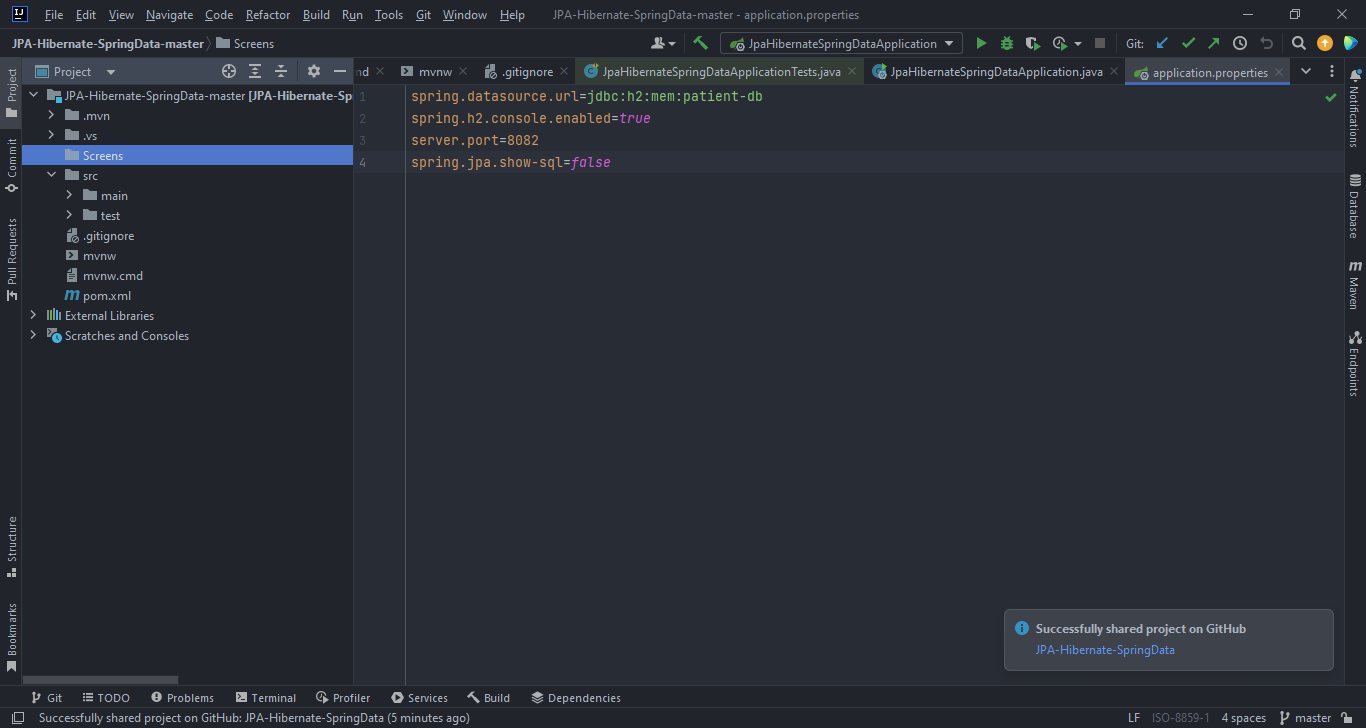 File Edit View Navigate Code Refactor Build Run Tools Git Window Help JPA-Hibernate-SpringData-master - application.properties
JPA-Hibernate-SpringData-master Screens JpaHibernateSpringDataApplication Git:
Project nd mvnw .gitignore JpaHibernateSpringDataApplicationTests.java JpaHibernateSpringDataApplication.java application.properties
JPA-Hibernate-SpringData-master [JPA-Hibernate-Sp
.mvn
.vs
Screens
src
main
test
.gitignore
mvnw
mvnw.cmd
pom.xml
External Libraries
Scratches and Consoles
1 spring.datasource.url=jdbc:h2:mem:patient-db
2 spring.h2.console.enabled=true
3 server.port=8082
4 spring.jpa.show-sql=false
Project
Commit
Pull Requests
Structure
Bookmarks
Notifications
Database
Maven
Endpoints
Successfully shared project on GitHub
JPA-Hibernate-SpringData
Git TODO Problems Terminal Profiler Services Build Dependencies
Successfully shared project on GitHub: JPA-Hibernate-SpringData (5 minutes ago) LF ISO-8859-1 4 spaces master